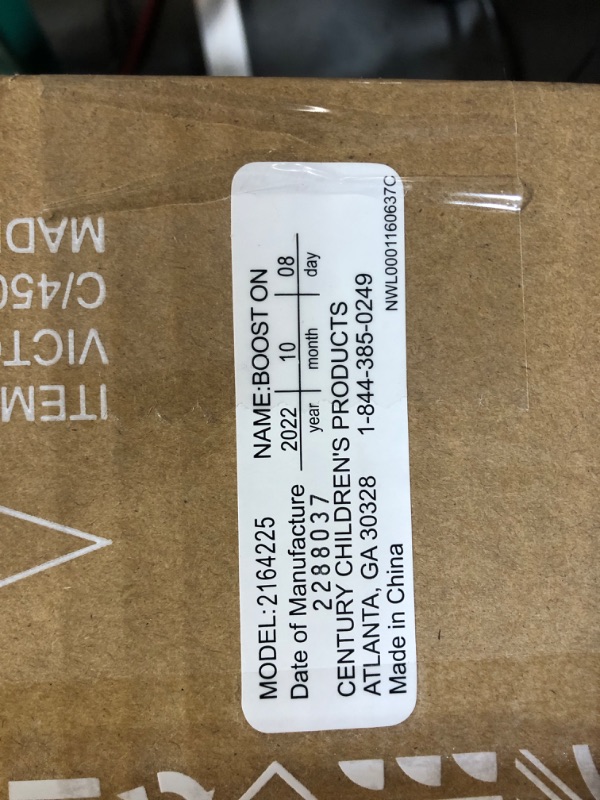 MODEL:2164225 NAME:BOOST ON
Date of Manufacture 2022 10 08
year month day
2288037
CENTURY CHILDREN'S PRODUCTS
ATLANTA, GA 30328 1-844-385-0249
Made in China NWL0001160637C
ITEM
VICT
C/45
MAD